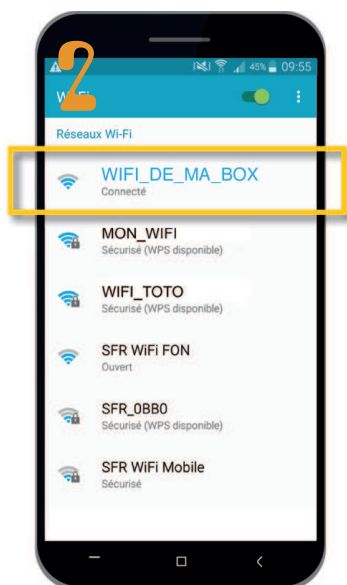 2
45% 09:55
Wi-Fi
Réseaux Wi-Fi
WIFI_DE_MA_BOX
Connecté
MON_WIFI
Sécurisé (WPS disponible)
WIFI_TOTO
Sécurisé (WPS disponible)
SFR WiFi FON
Ouvert
SFR_0BB0
Sécurisé (WPS disponible)
SFR WiFi Mobile
Sécurisé